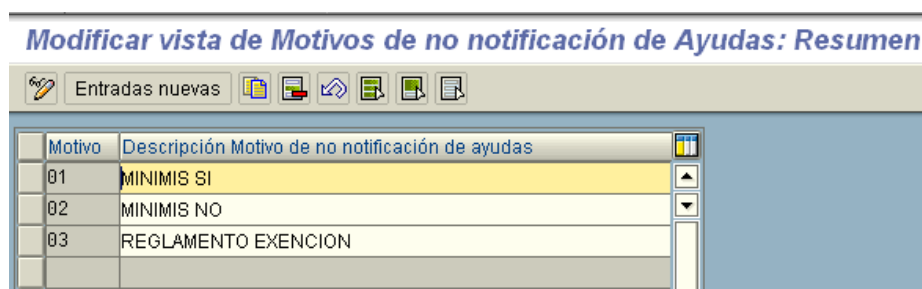 Modificar vista de Motivos de no notificación de Ayudas: Resumen
Entradas nuevas
Motivo Descripción Motivo de no notificación de ayudas
01 MINIMIS SI
02 MINIMIS NO
03 REGLAMENTO EXENCION